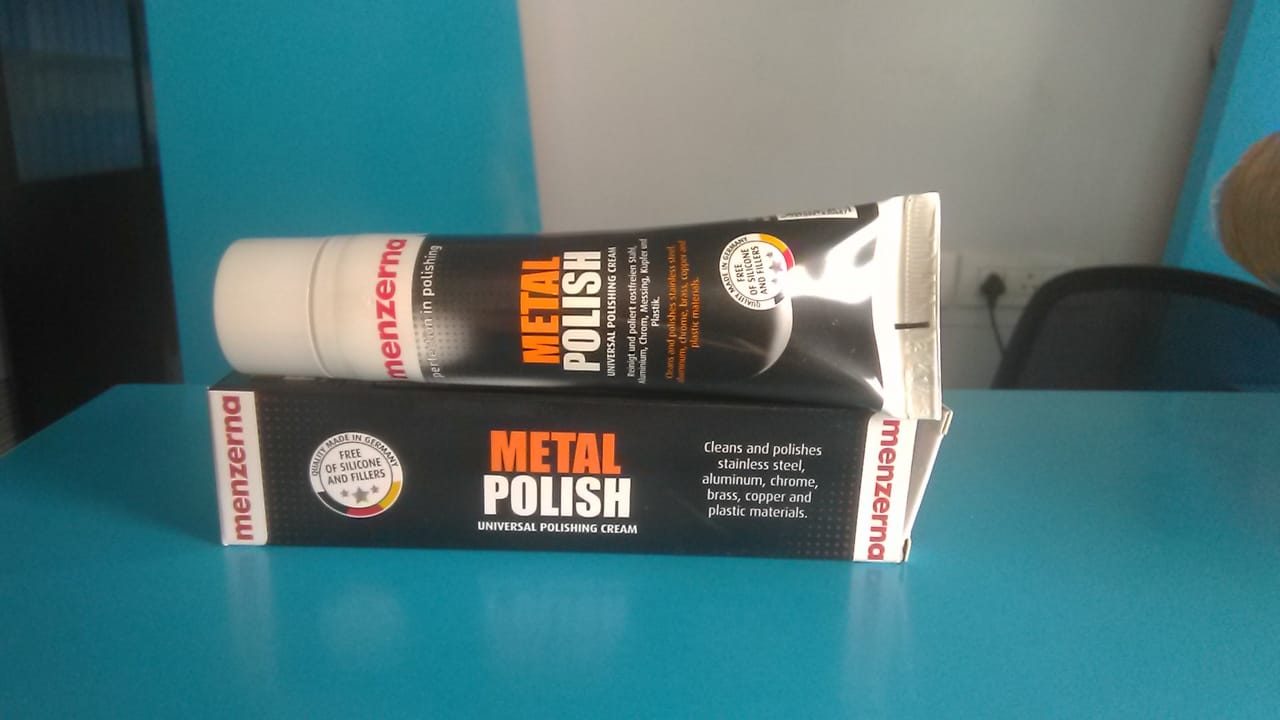 menzerna
perfection in polishing
METAL
POLISH
UNIVERSAL POLISHING CREAM
Reinigt und poliert rostfreien Stahl,
Aluminium, Chrom, Messing, Kupfer und
Plastik.
Cleans and polishes stainless steel,
aluminum, chrome, brass, copper and
plastic materials.
QUALITY MADE IN GERMANY
FREE
OF SILICONE
AND FILLERS
menzerna
QUALITY MADE IN GERMANY
FREE
OF SILICONE
AND FILLERS
METAL
POLISH
UNIVERSAL POLISHING CREAM
Cleans and polishes
stainless steel,
aluminum, chrome,
brass, copper and
plastic materials.
menzerna